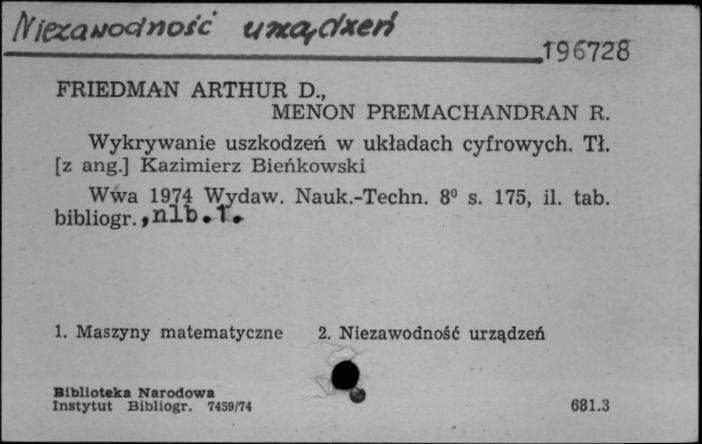 Niezawodność urządzeń
196728
FRIEDMAN ARTHUR D.,
MENON PREMACHANDRAN R.
Wykrywanie uszkodzeń w układach cyfrowych. Tł.
[z ang.] Kazimierz Bieńkowski
Wwa 1974 Wydaw. Nauk.-Techn. 8⁰ s. 175, il. tab.
bibliogr., nlb.1.
1. Maszyny matematyczne 2. Niezawodność urządzeń
Biblioteka Narodowa
Instytut Bibliogr. 7459/74 681.3